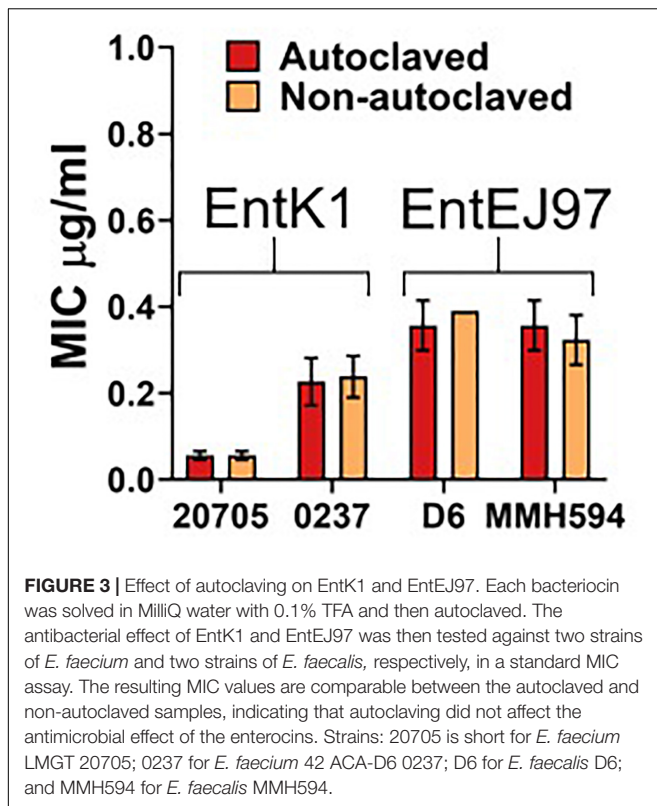 1.0
Autoclaved
Non-autoclaved
0.8
0.6
EntK1
EntEJ97
MIC µg/ml
0.4
0.2
0.0
20705
0237
D6
MMH594
FIGURE 3 | Effect of autoclaving on EntK1 and EntEJ97. Each bacteriocin
was solved in MilliQ water with 0.1% TFA and then autoclaved. The
antibacterial effect of EntK1 and EntEJ97 was then tested against two strains
of E. faecium and two strains of E. faecalis, respectively, in a standard MIC
assay. The resulting MIC values are comparable between the autoclaved and
non-autoclaved samples, indicating that autoclaving did not affect the
antimicrobial effect of the enterocins. Strains: 20705 is short for E. faecium
LMGT 20705; 0237 for E. faecium 42 ACA-D6 0237; D6 for E. faecalis D6;
and MMH594 for E. faecalis MMH594.